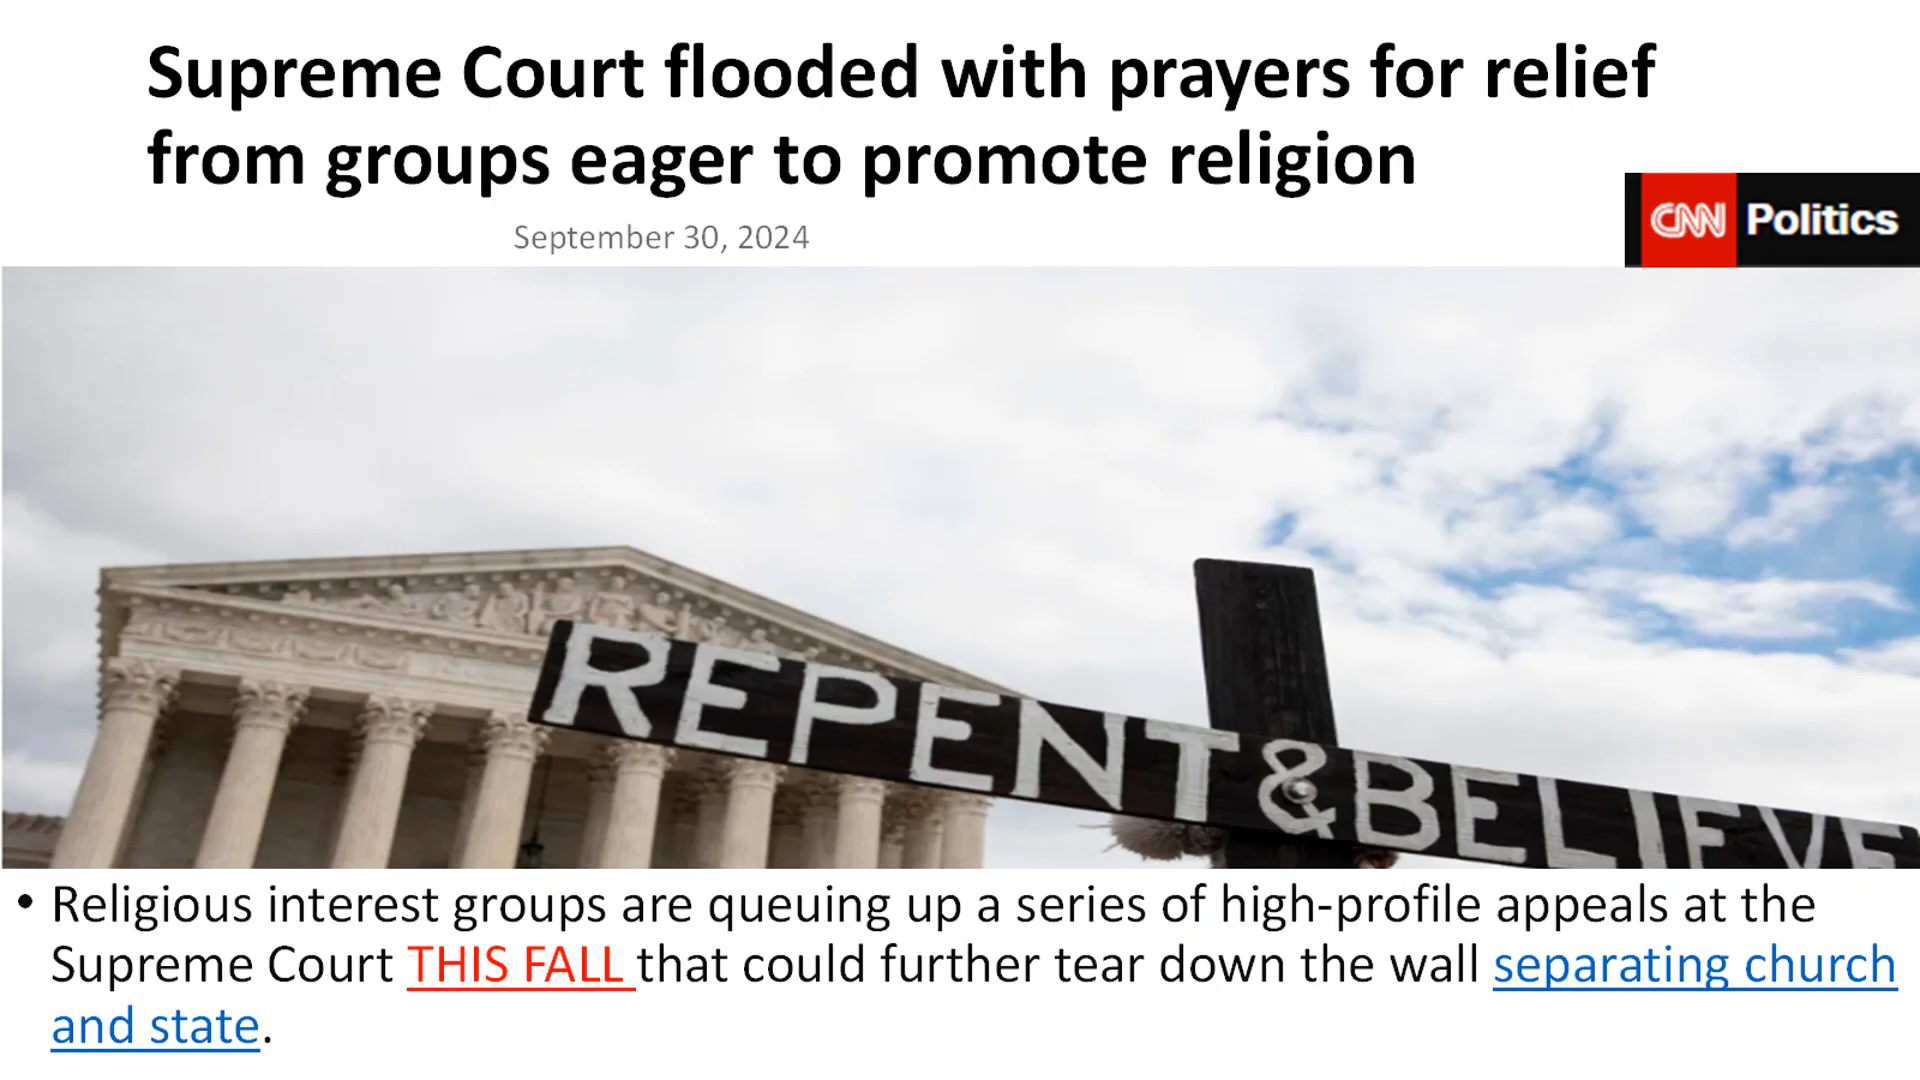 Supreme Court flooded with prayers for relief
from groups eager to promote religion
September 30, 2024
CNN Politics
REPENT&BELIEVE
• Religious interest groups are queuing up a series of high-profile appeals at the
Supreme Court THIS FALL that could further tear down the wall separating church
and state.